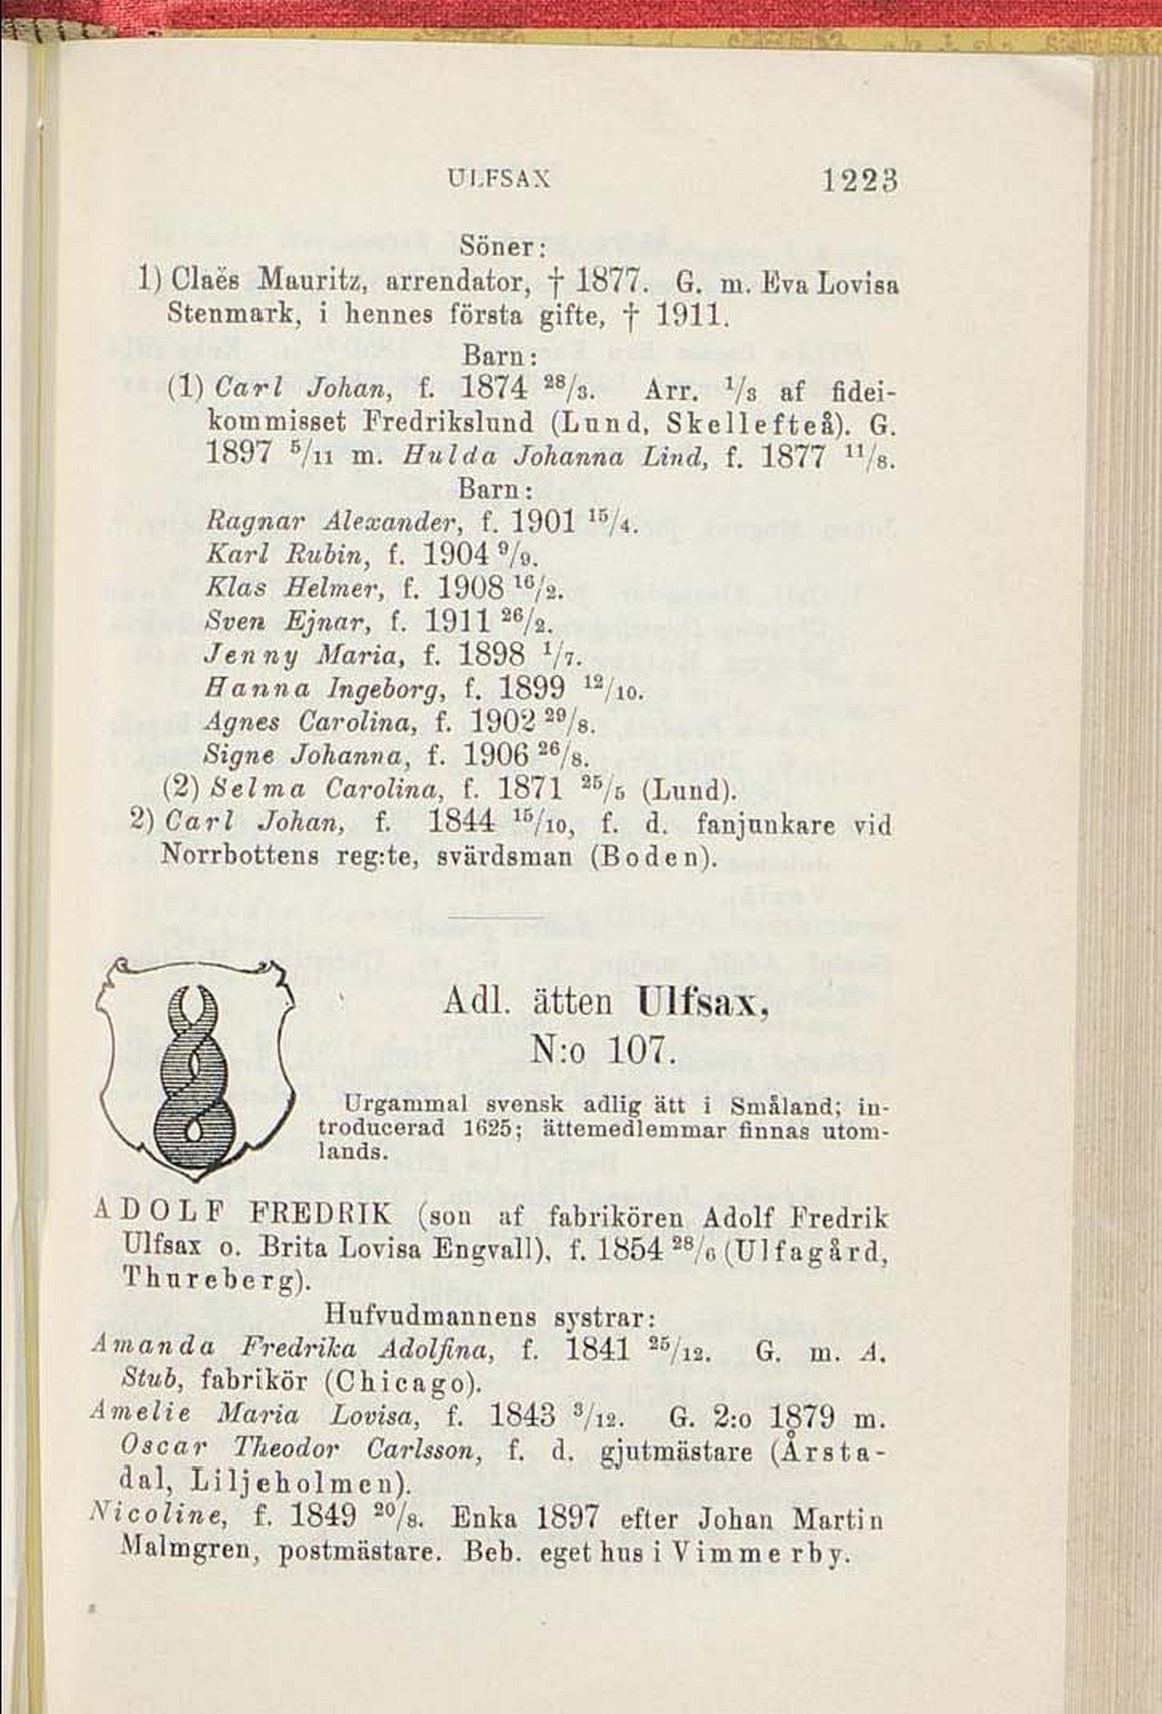 ULFSAX 1223
Söner:
1) Claës Mauritz, arrendator, † 1877. G. m. Eva Lovisa
Stenmark, i hennes första gifte, † 1911.
Barn:
(1) Carl Johan, f. 1874 28/3. Arr. 1/3 af fidei-
kommisset Fredrikslund (Lund, Skellefteå). G.
1897 5/11 m. Hulda Johanna Lind, f. 1877 11/8.
Barn:
Ragnar Alexander, f. 1901 15/4.
Karl Rubin, f. 1904 9/9.
Klas Helmer, f. 1908 16/2.
Sven Ejnar, f. 1911 26/2.
Jenny Maria, f. 1898 1/7.
Hanna Ingeborg, f. 1899 12/10.
Agnes Carolina, f. 1902 29/8.
Signe Johanna, f. 1906 26/8.
(2) Selma Carolina, f. 1871 25/5 (Lund).
2) Carl Johan, f. 1844 15/10, f. d. fanjunkare vid
Norrbottens reg:te, svärdsman (Boden).
Adl. ätten Ulfsax,
N:o 107.
Urgammal svensk adlig ätt i Småland; in-
troducerad 1625; ättemedlemmar finnas utom-
lands.
ADOLF FREDRIK (son af fabrikören Adolf Fredrik
Ulfsax o. Brita Lovisa Engvall), f. 1854 28/6 (Ulfagård,
Thureberg).
Hufvudmannens systrar:
Amanda Fredrika Adolfina, f. 1841 25/12. G. m. A.
Stub, fabrikör (Chicago).
Amelie Maria Lovisa, f. 1843 3/12. G. 2:o 1879 m.
Oscar Theodor Carlsson, f. d. gjutmästare (Årsta-
dal, Liljeholmen).
Nicoline, f. 1849 20/8. Enka 1897 efter Johan Martin
Malmgren, postmästare. Beb. eget hus i Vimmerby.